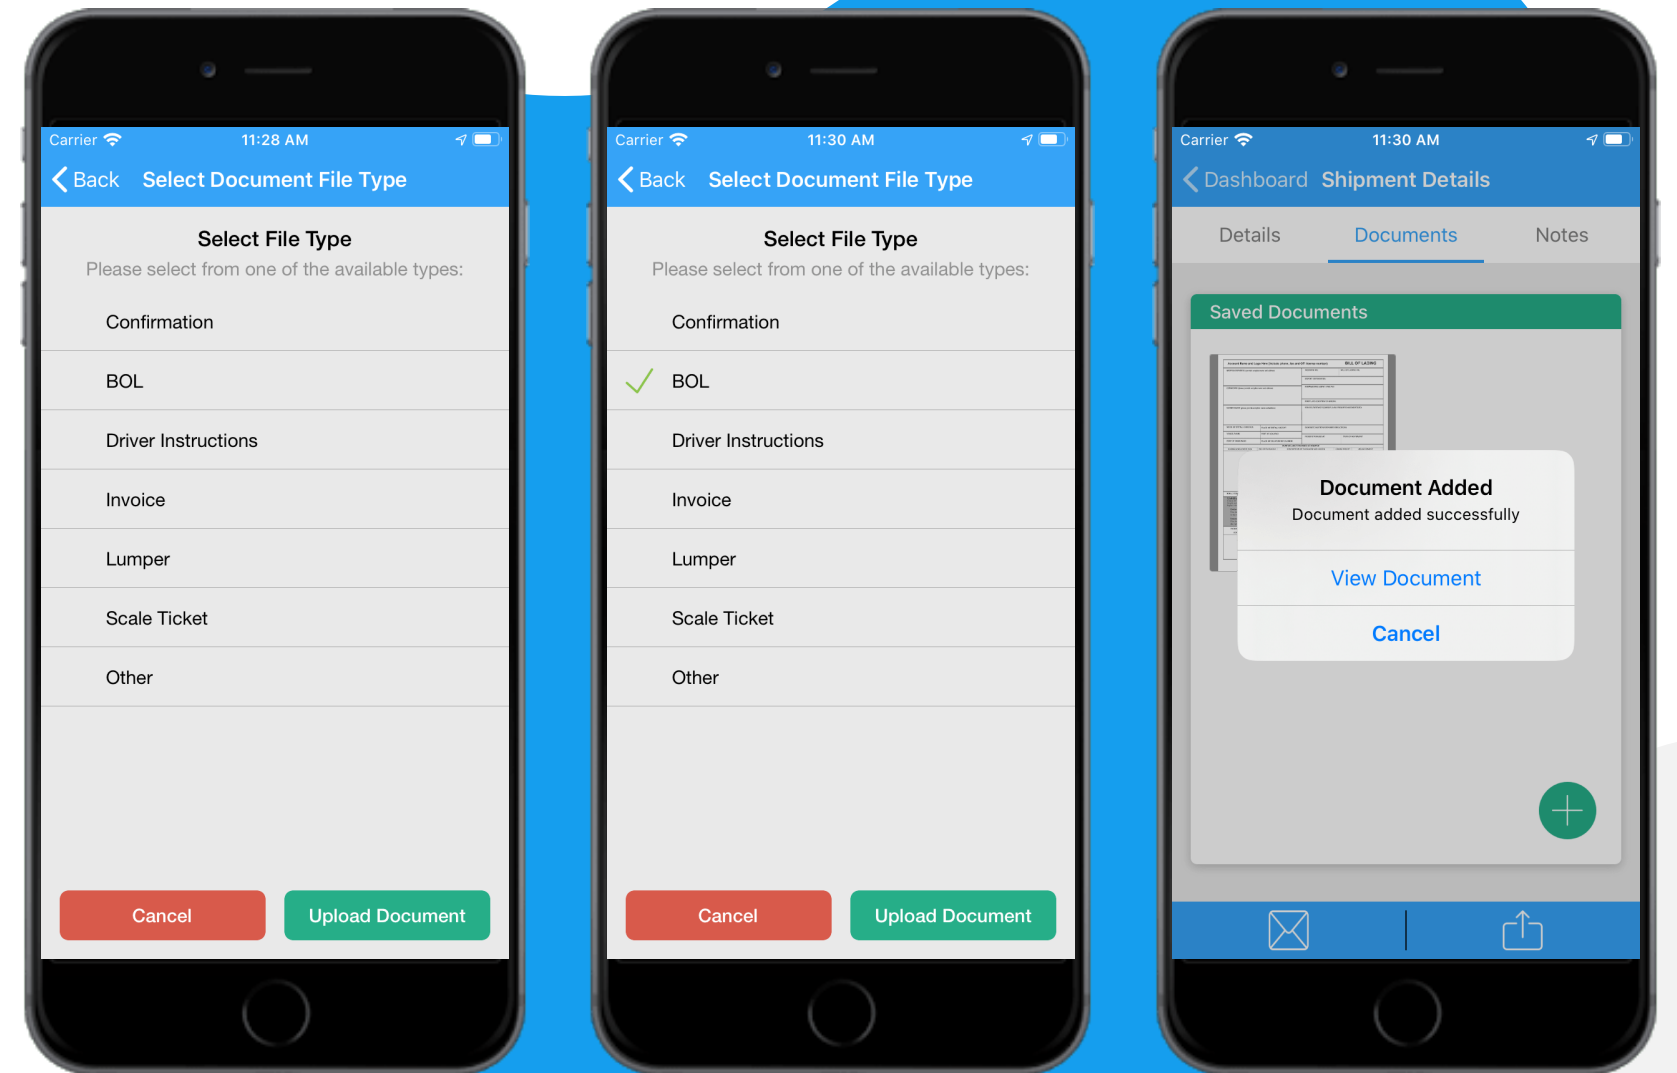 Carrier 11:28 AM
Back Select Document File Type
Select File Type
Please select from one of the available types:
Confirmation
BOL
Driver Instructions
Invoice
Lumper
Scale Ticket
Other
Cancel Upload Document
Carrier 11:30 AM
Back Select Document File Type
Select File Type
Please select from one of the available types:
Confirmation
BOL
Driver Instructions
Invoice
Lumper
Scale Ticket
Other
Cancel Upload Document
Carrier 11:30 AM
Dashboard Shipment Details
Details Documents Notes
Saved Documents
BILL OF LADING
Document Added
Document added successfully
View Document
Cancel